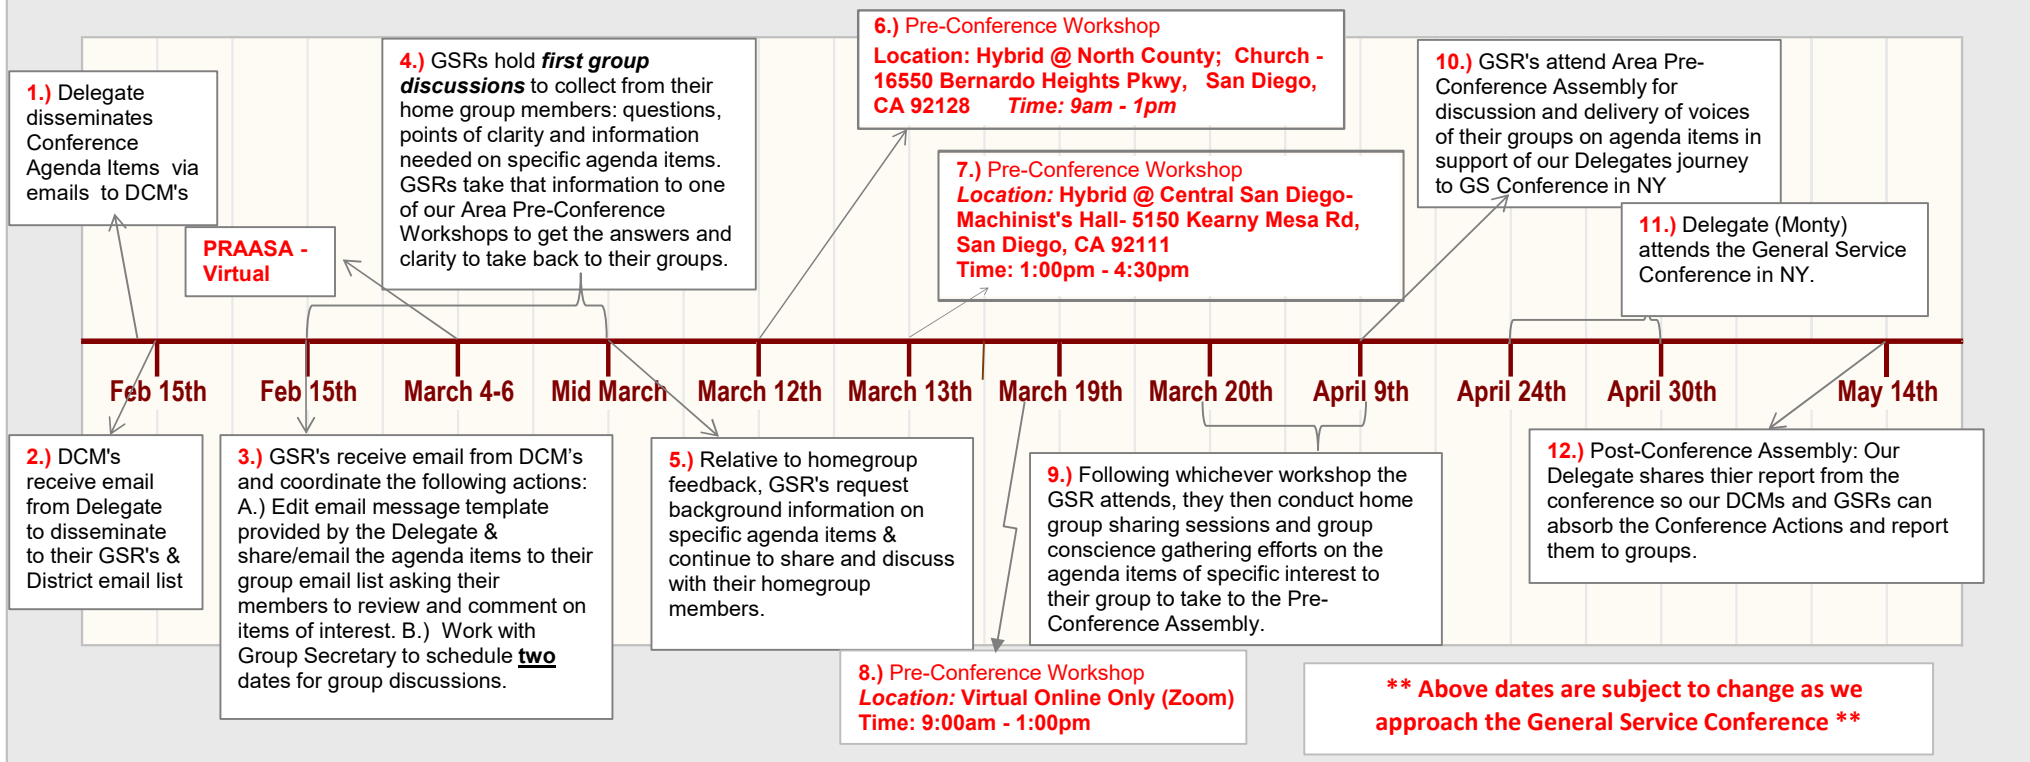 1.) Delegate
disseminates
Conference
Agenda Items  via
emails  to DCM's
PRAASA -
Virtual
4.) GSRs hold first group
discussions to collect from their
home group members: questions,
points of clarity and information
needed on specific agenda items.
GSRs take that information to one
of our Area Pre-Conference
Workshops to get the answers and
clarity to take back to their groups.
6.) Pre-Conference Workshop
Location: Hybrid @ North County;  Church -
16550 Bernardo Heights Pkwy,   San Diego,
CA 92128      Time: 9am - 1pm
7.) Pre-Conference Workshop
Location: Hybrid @ Central San Diego-
Machinist's Hall- 5150 Kearny Mesa Rd,
San Diego, CA 92111
Time: 1:00pm - 4:30pm
10.) GSR's attend Area Pre-
Conference Assembly for
discussion and delivery of voices
of their groups on agenda items in
support of our Delegates journey
to GS Conference in NY
11.) Delegate (Monty)
attends the General Service
Conference in NY.
Feb 15th
Feb 15th
March 4-6
Mid March
March 12th
March 13th
March 19th
March 20th
April 9th
April 24th
April 30th
May 14th
2.) DCM's
receive email
from Delegate
to disseminate
to their GSR's &
District email list
3.) GSR's receive email from DCM's
and coordinate the following actions:
A.) Edit email message template
provided by the Delegate &
share/email the agenda items to their
group email list asking their
members to review and comment on
items of interest. B.)  Work with
Group Secretary to schedule two
dates for group discussions.
5.) Relative to homegroup
feedback, GSR's request
background information on
specific agenda items &
continue to share and discuss
with their homegroup
members.
8.) Pre-Conference Workshop
Location: Virtual Online Only (Zoom)
Time: 9:00am - 1:00pm
9.) Following whichever workshop the
GSR attends, they then conduct home
group sharing sessions and group
conscience gathering efforts on the
agenda items of specific interest to
their group to take to the Pre-
Conference Assembly.
12.) Post-Conference Assembly: Our
Delegate shares thier report from the
conference so our DCMs and GSRs can
absorb the Conference Actions and report
them to groups.
** Above dates are subject to change as we
approach the General Service Conference **